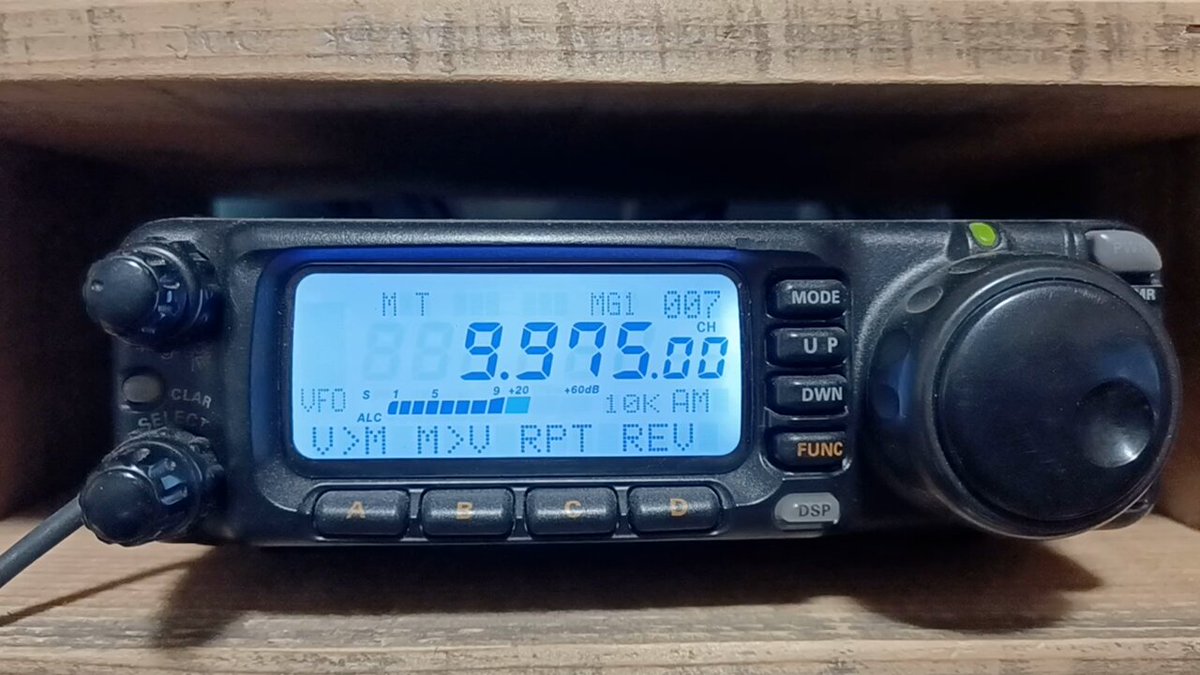 M T MG1 007
CH
9.975.00
VFO S 1 5 9 +20 +60dB
ALC 10K AM
V>M M>V RPT REV
MODE
UP
DWN
FUNC
DSP
A B C D
CLAR
SELECT